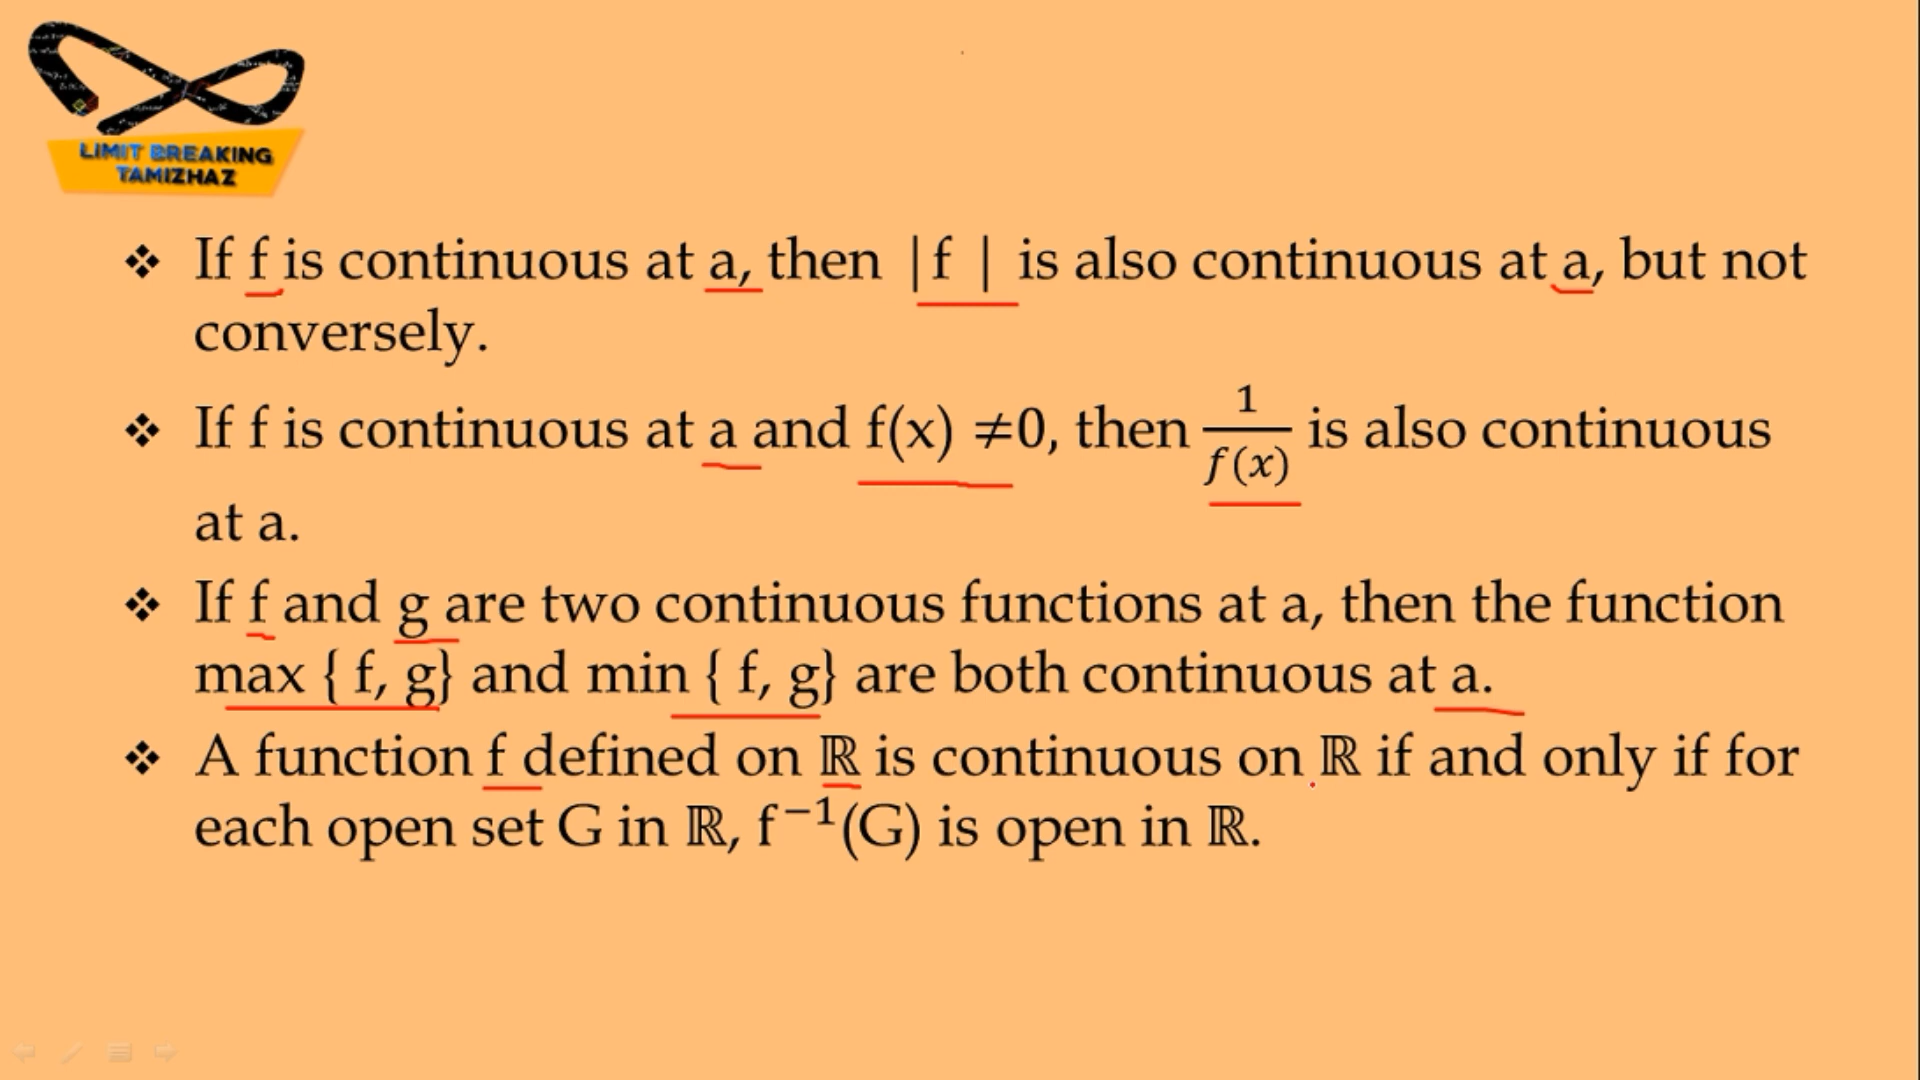 LIMIT BREAKING
TAMIZHAZ
❖ If f is continuous at a, then |f | is also continuous at a, but not
conversely.
❖ If f is continuous at a and f(x) ≠0, then 1/f(x) is also continuous
at a.
❖ If f and g are two continuous functions at a, then the function
max { f, g} and min { f, g} are both continuous at a.
❖ A function f defined on ℝ is continuous on ℝ if and only if for
each open set G in ℝ, f⁻¹(G) is open in ℝ.